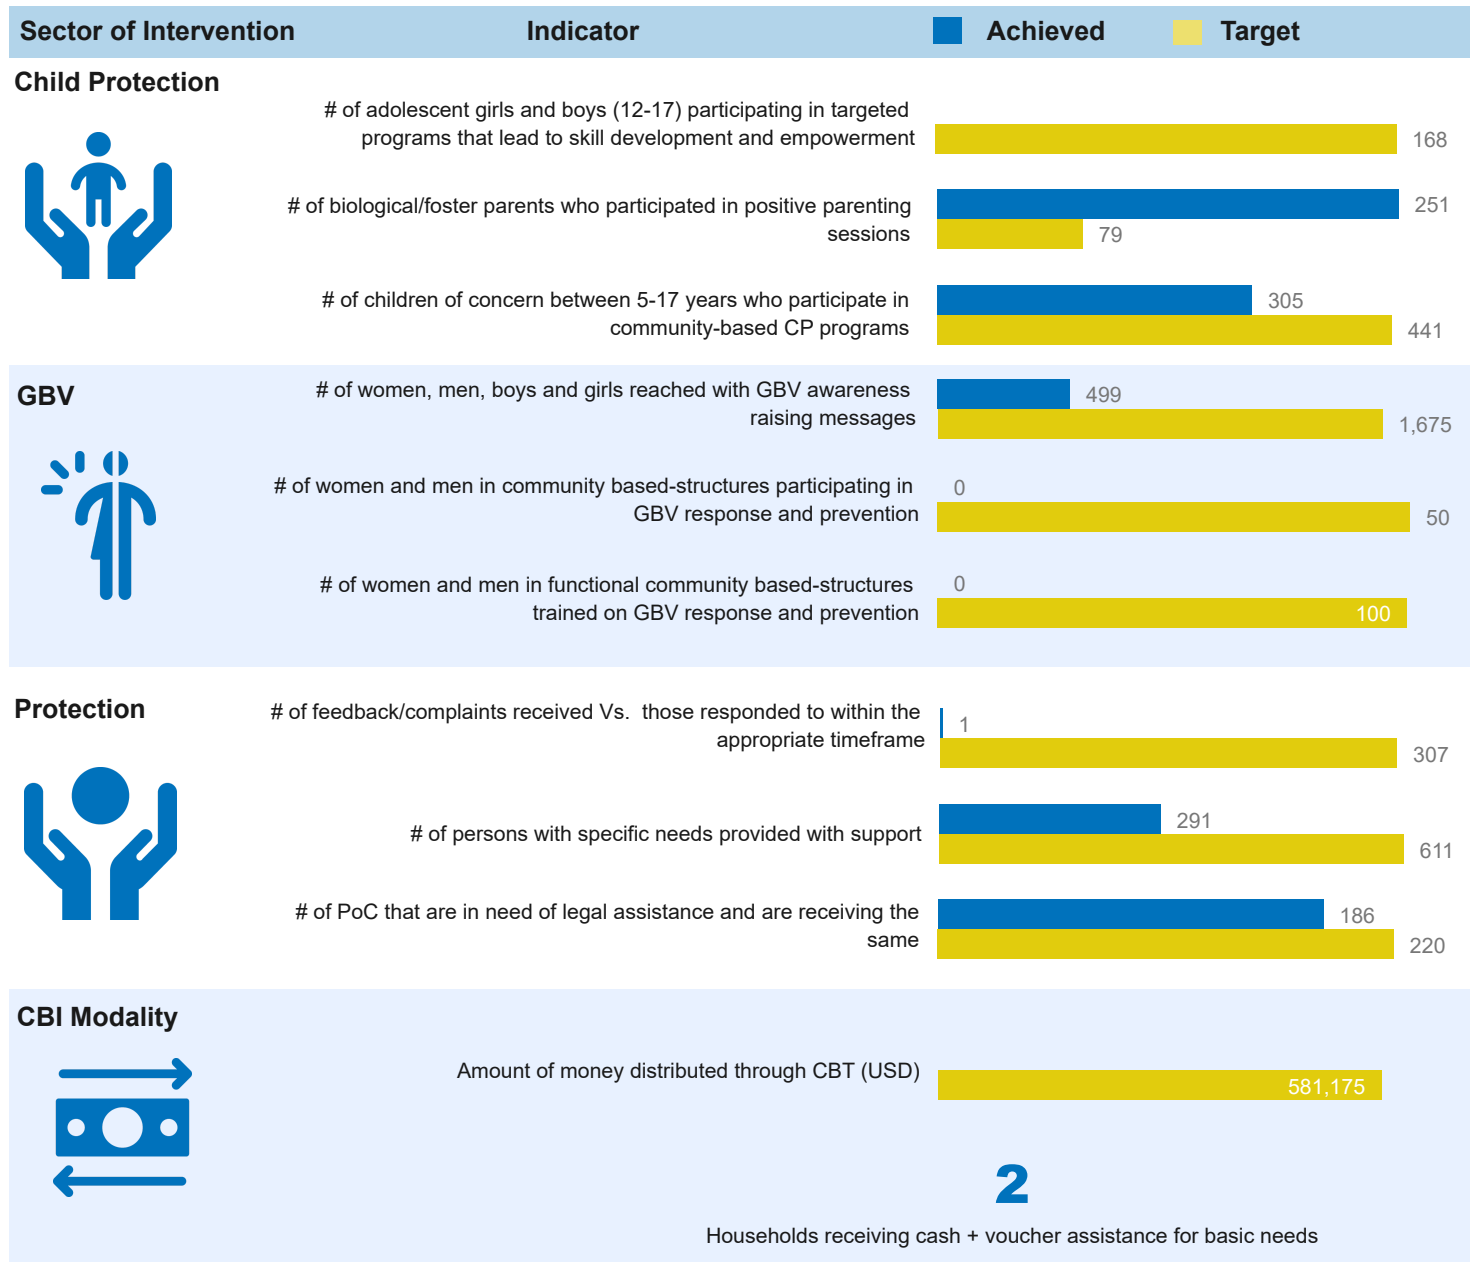 Sector of Intervention Indicator Achieved Target
Child Protection
# of adolescent girls and boys (12-17) participating in targeted
programs that lead to skill development and empowerment
168
# of biological/foster parents who participated in positive parenting
sessions
251
79
# of children of concern between 5-17 years who participate in
community-based CP programs
305
441
GBV
# of women, men, boys and girls reached with GBV awareness
raising messages
499
1,675
# of women and men in community based-structures participating in
GBV response and prevention
0
50
# of women and men in functional community based-structures
trained on GBV response and prevention
0
100
Protection
# of feedback/complaints received Vs. those responded to within the
appropriate timeframe
1
307
# of persons with specific needs provided with support
291
611
# of PoC that are in need of legal assistance and are receiving the
same
186
220
CBI Modality
Amount of money distributed through CBT (USD)
581,175
2
Households receiving cash + voucher assistance for basic needs